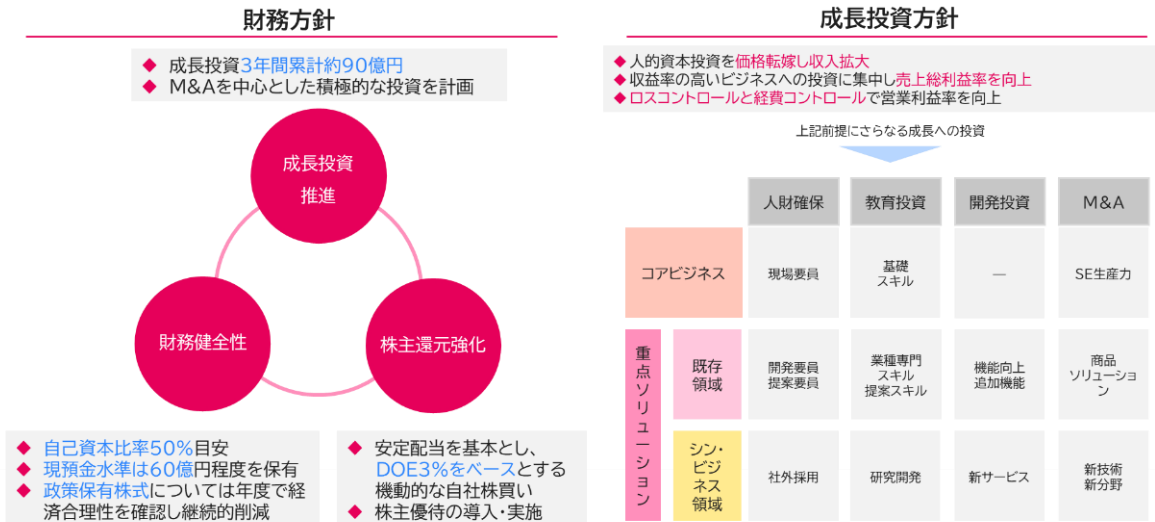 財務方針
◆ 成長投資3年間累計約90億円
◆ M&Aを中心とした積極的な投資を計画
成長投資
推進
財務健全性
株主還元強化
◆ 自己資本比率50%目安
◆ 現預金水準は60億円程度を保有
◆ 政策保有株式については年度で経
済合理性を確認し継続的削減
◆ 安定配当を基本とし、
DOE3%をベースとする
機動的な自社株買い
◆ 株主優待の導入・実施
成長投資方針
◆人的資本投資を価格転嫁し収入拡大
◆収益率の高いビジネスへの投資に集中し売上総利益率を向上
◆ロスコントロールと経費コントロールで営業利益率を向上
上記前提にさらなる成長への投資
人財確保
教育投資
開発投資
M&A
コアビジネス
現場要員
基礎
スキル
―
SE生産力
重点ソリューション
既存
領域
開発要員
提案要員
業種専門
スキル
提案スキル
機能向上
追加機能
商品
ソリューショ
ン
シン・
ビジ
ネス
領域
社外採用
研究開発
新サービス
新技術
新分野